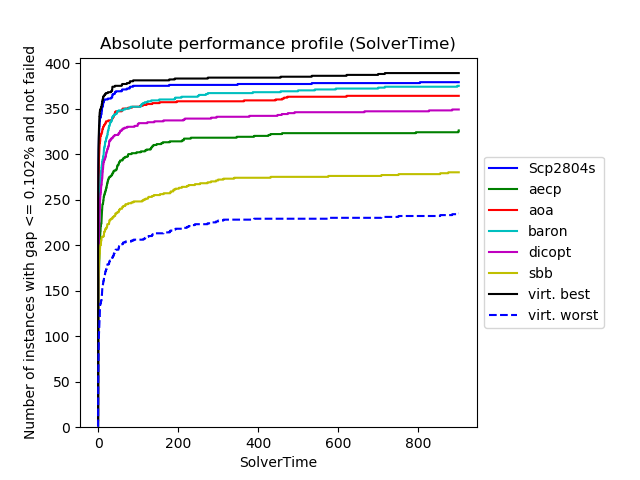 Absolute performance profile (SolverTime)
Number of instances with gap <= 0.102% and not failed
400
350
300
250
200
150
100
50
0
0 200 400 600 800
SolverTime
Scp2804s
aecp
aoa
baron
dicopt
sbb
virt. best
virt. worst